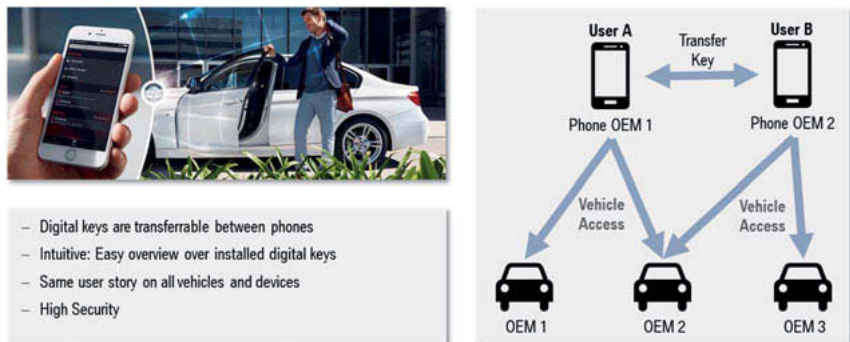 – Digital keys are transferrable between phones
– Intuitive: Easy overview over installed digital keys
– Same user story on all vehicles and devices
– High Security
User A
User B
Transfer
Key
Phone OEM 1
Phone OEM 2
Vehicle
Access
Vehicle
Access
OEM 1
OEM 2
OEM 3